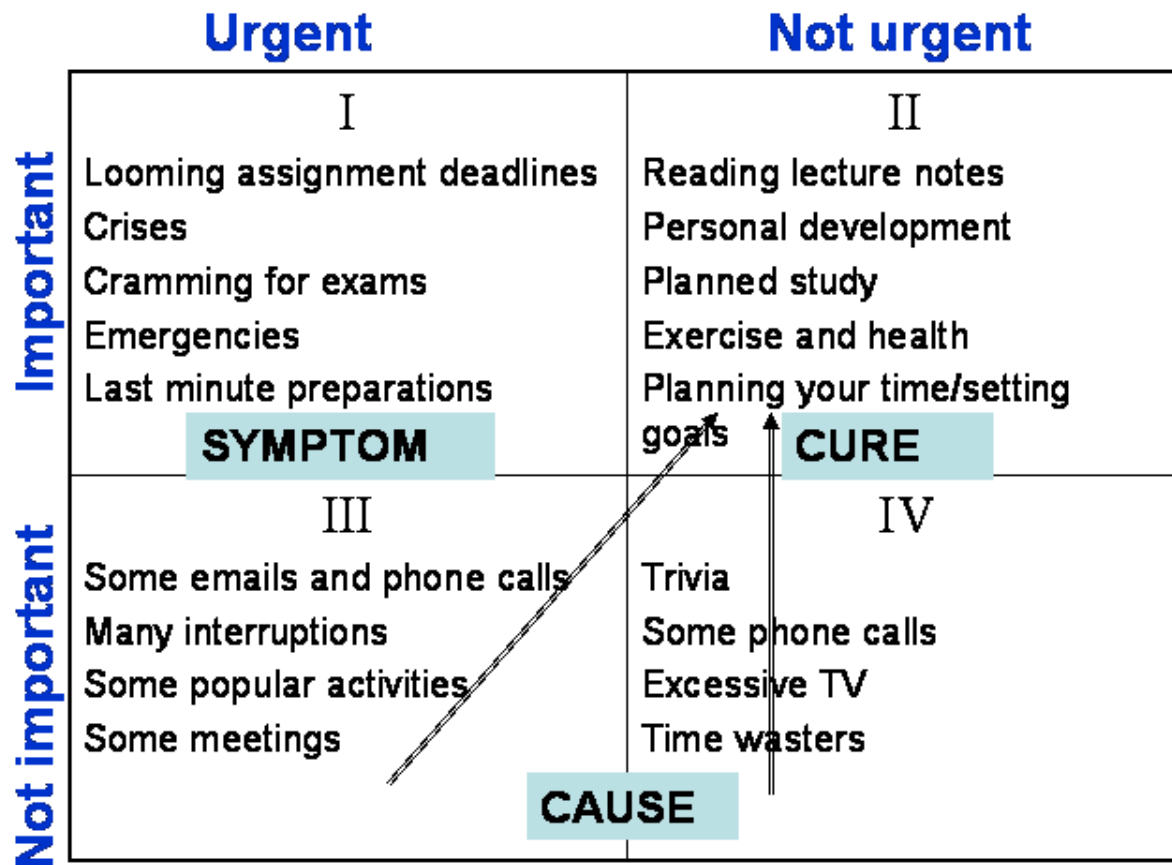 Urgent
Not urgent
Important
I
Looming assignment deadlines
Crises
Cramming for exams
Emergencies
Last minute preparations
SYMPTOM
II
Reading lecture notes
Personal development
Planned study
Exercise and health
Planning your time/setting
goals
CURE
Not important
III
Some emails and phone calls
Many interruptions
Some popular activities
Some meetings
IV
Trivia
Some phone calls
Excessive TV
Time wasters
CAUSE